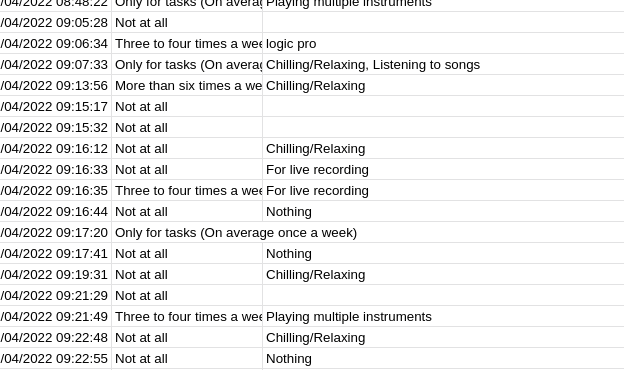 /04/2022 08:48:22 Only for tasks (On averag Playing multiple instruments
/04/2022 09:05:28 Not at all
/04/2022 09:06:34 Three to four times a wee logic pro
/04/2022 09:07:33 Only for tasks (On averag Chilling/Relaxing, Listening to songs
/04/2022 09:13:56 More than six times a we Chilling/Relaxing
/04/2022 09:15:17 Not at all
/04/2022 09:15:32 Not at all
/04/2022 09:16:12 Not at all Chilling/Relaxing
/04/2022 09:16:33 Not at all For live recording
/04/2022 09:16:35 Three to four times a wee For live recording
/04/2022 09:16:44 Not at all Nothing
/04/2022 09:17:20 Only for tasks (On average once a week)
/04/2022 09:17:41 Not at all Nothing
/04/2022 09:19:31 Not at all Chilling/Relaxing
/04/2022 09:21:29 Not at all
/04/2022 09:21:49 Three to four times a wee Playing multiple instruments
/04/2022 09:22:48 Not at all Chilling/Relaxing
/04/2022 09:22:55 Not at all Nothing